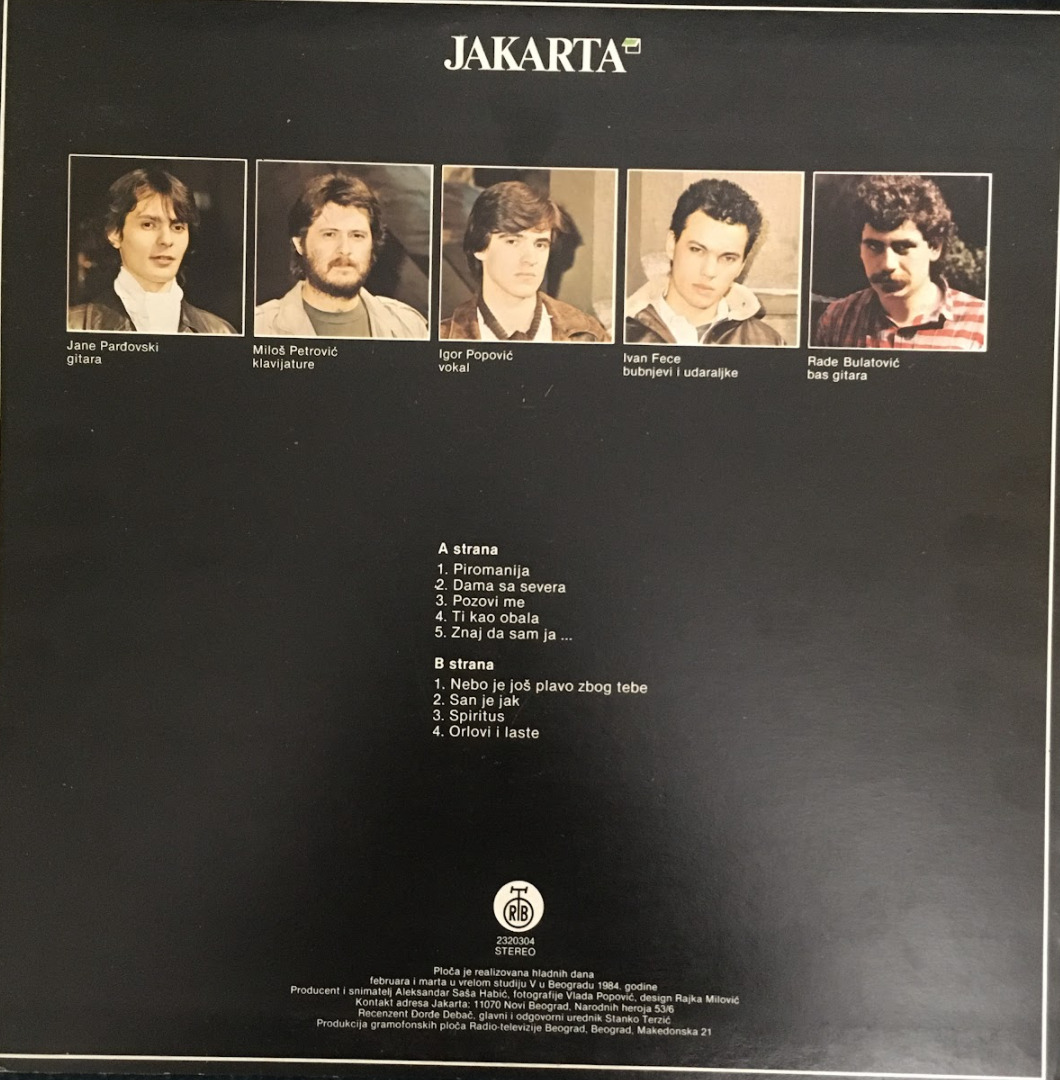 JAKARTA
Jane Parđovski
gitara
Miloš Petrović
klavijature
Igor Popović
vokal
Ivan Fece
bubnjevi i udaraljke
Rade Bulatović
bas gitara
A strana
1. Piromanija
2. Dama sa severa
3. Pozovi me
4. Ti kao obala
5. Znaj da sam ja ...
B strana
1. Nebo je još plavo zbog tebe
2. San je jak
3. Spiritus
4. Orlovi i laste
RTB
2320304
STEREO
Ploča je realizovana hladnih dana
februara i marta u vrelom studiju V u Beogradu 1984. godine
Producent i snimatelj Aleksandar Saša Habić, fotografije Vlada Popović, design Rajka Milović
Kontakt adresa Jakarta: 11070 Novi Beograd, Narodnih heroja 53/6
Recenzent Đorđe Debač, glavni i odgovorni urednik Stanko Terzić
Produkcija gramofonskih ploča Radio-televizije Beograd, Beograd, Makedonska 21